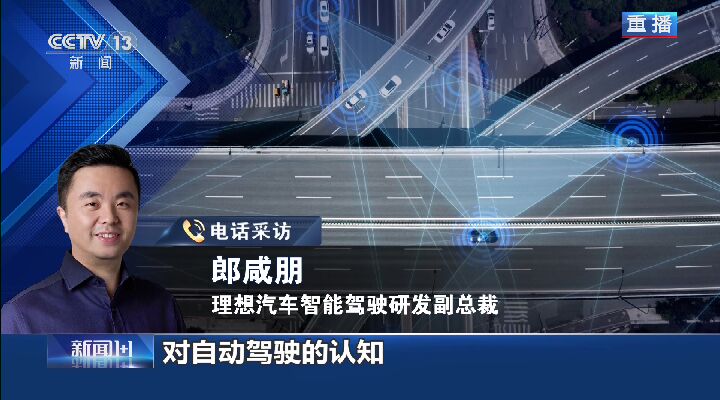 CCTV 13
新闻
重播
电话采访
郎咸朋
理想汽车智能驾驶研发副总裁
新闻1+1
对自动驾驶的认知